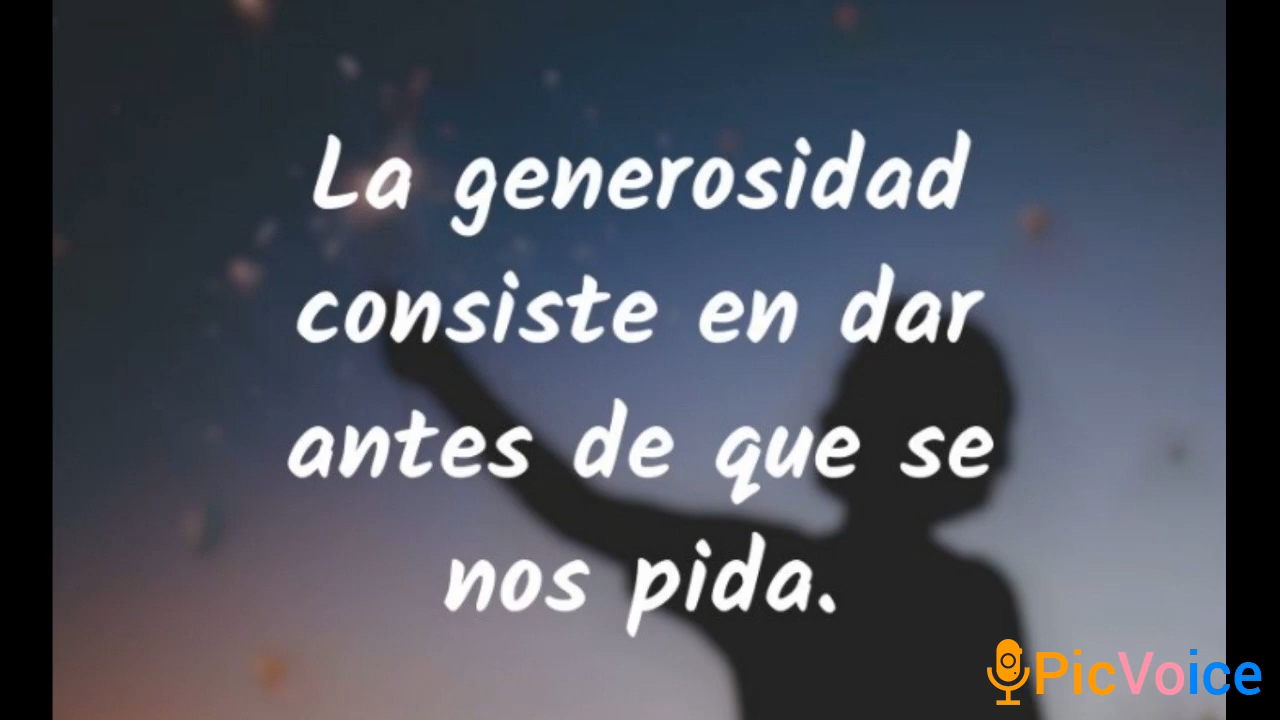 La generosidad
consiste en dar
antes de que se
nos pida.
PicVoice